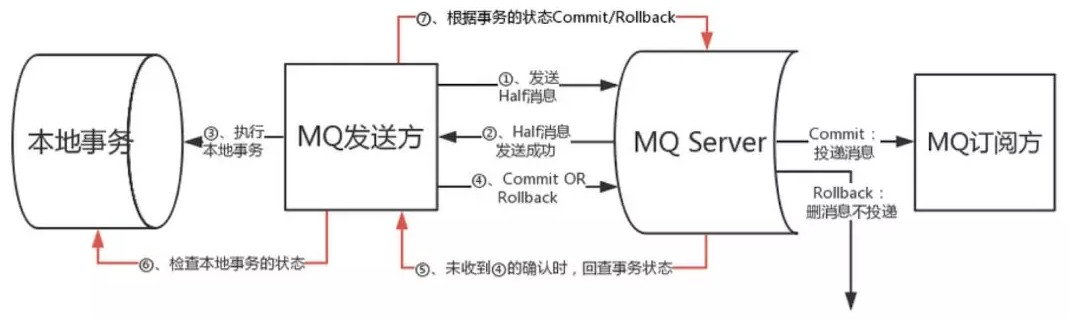 ⑦、根据事务的状态Commit/Rollback
①、发送
Half消息
本地事务
③、执行
本地事务
MQ发送方
②、Half消息
发送成功
MQ Server
Commit：
投递消息
MQ订阅方
④、Commit OR
Rollback
Rollback：
删消息不投递
⑥、检查本地事务的状态
⑤、未收到④的确认时，回查事务状态